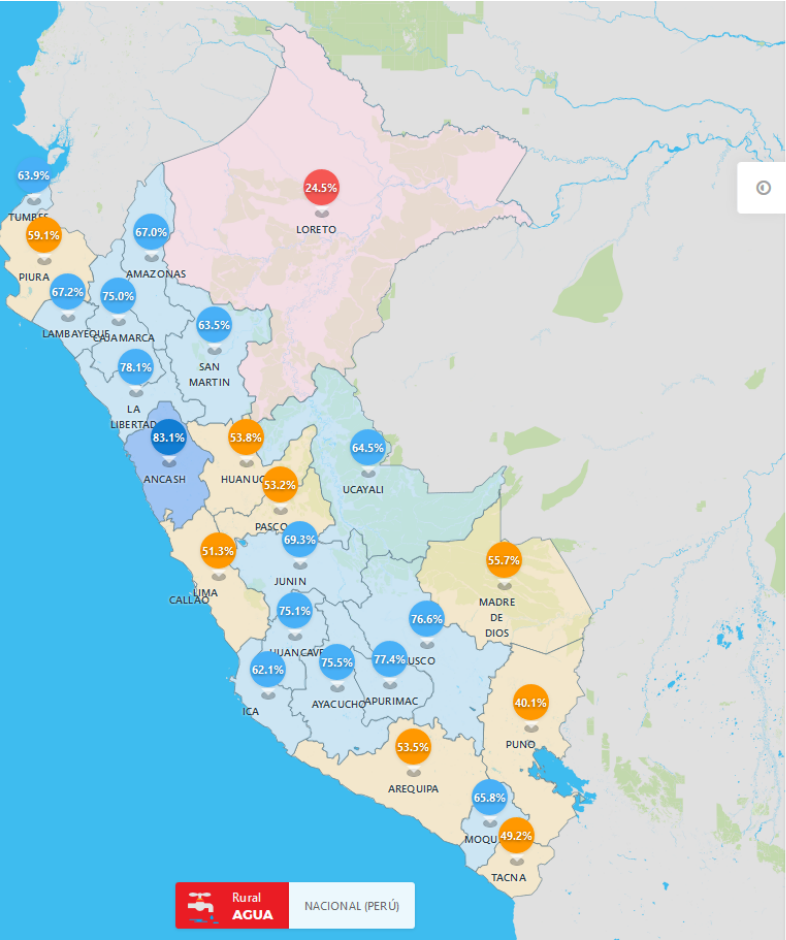 63.9%
TUMBES
59.1%
PIURA
67.0%
AMAZONAS
24.5%
LORETO
67.2%
LAMBAYEQUE
75.0%
CAJAMARCA
63.5%
SAN
MARTIN
78.1%
LA
LIBERTAD
83.1%
ANCASH
53.8%
HUANUC
53.2%
PASCO
64.5%
UCAYALI
51.3%
LIMA
CALLAO
69.3%
JUNIN
55.7%
MADRE
DE
DIOS
75.1%
HUANCAVE
76.6%
USCO
62.1%
ICA
75.5%
AYACUCHO
77.4%
APURIMAC
40.1%
PUNO
53.5%
AREQUIPA
65.8%
MOQU
49.2%
TACNA
Rural
AGUA
NACIONAL (PERÚ)